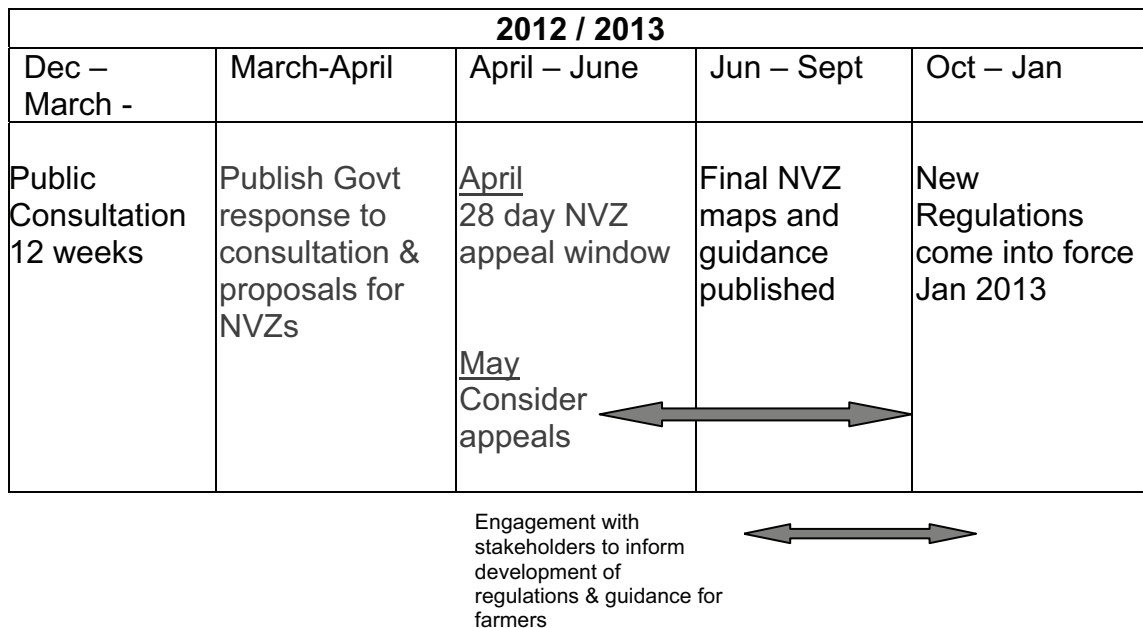 2012 / 2013
Dec –
March -
March-April
April – June
Jun – Sept
Oct – Jan
Public
Consultation
12 weeks
Publish Govt
response to
consultation &
proposals for
NVZs
April
28 day NVZ
appeal window
May
Consider
appeals
Final NVZ
maps and
guidance
published
New
Regulations
come into force
Jan 2013
Engagement with
stakeholders to inform
development of
regulations & guidance for
farmers